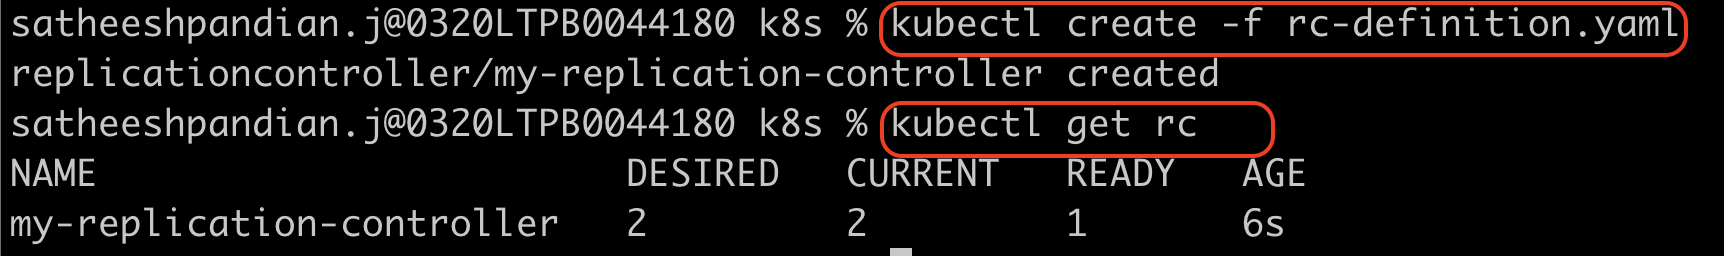 satheeshpandian.j@0320LTPB0044180 k8s % kubectl create -f rc-definition.yaml
replicationcontroller/my-replication-controller created
satheeshpandian.j@0320LTPB0044180 k8s % kubectl get rc
NAME DESIRED CURRENT READY AGE
my-replication-controller 2 2 1 6s